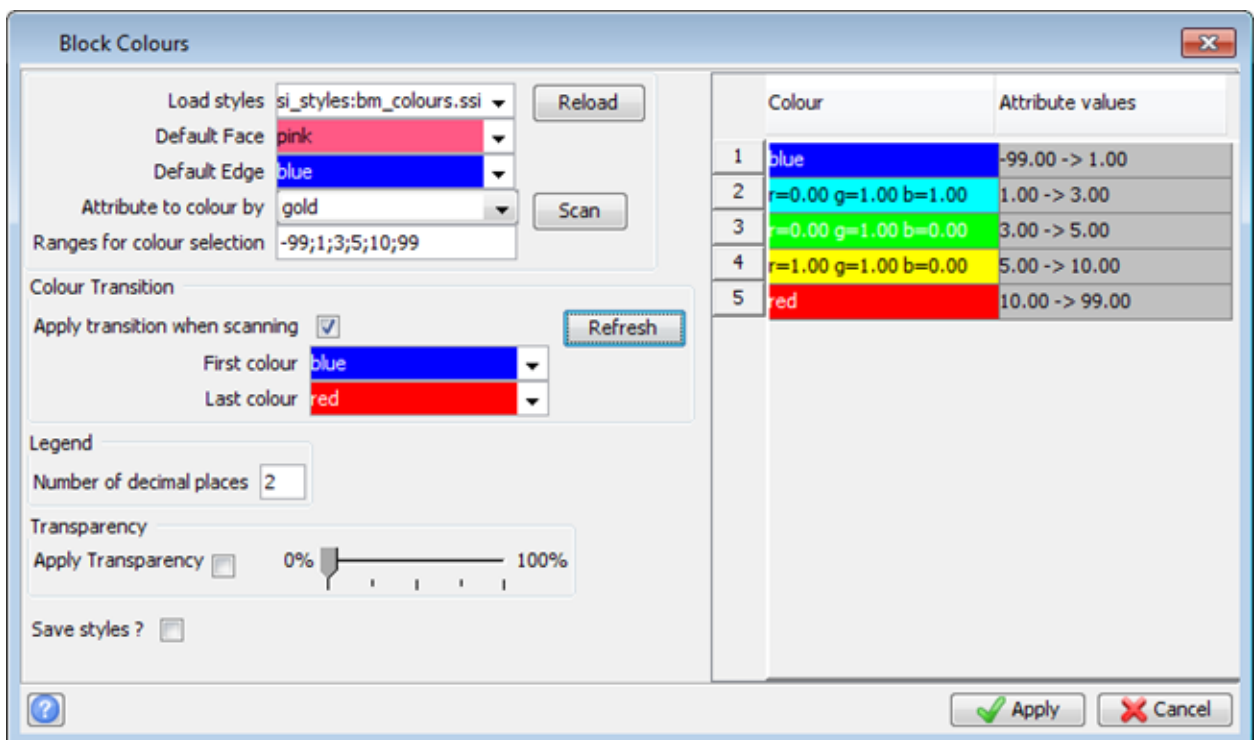 Block Colours
Load styles si_styles:bm_colours.ssi Reload
Default Face pink
Default Edge blue
Attribute to colour by gold Scan
Ranges for colour selection -99;1;3;5;10;99
Colour Transition
Apply transition when scanning Refresh
First colour blue
Last colour red
Legend
Number of decimal places 2
Transparency
Apply Transparency 0% 100%
Save styles ?
Colour Attribute values
1 blue -99.00 -> 1.00
2 r=0.00 g=1.00 b=1.00 1.00 -> 3.00
3 r=0.00 g=1.00 b=0.00 3.00 -> 5.00
4 r=1.00 g=1.00 b=0.00 5.00 -> 10.00
5 red 10.00 -> 99.00
? Apply Cancel